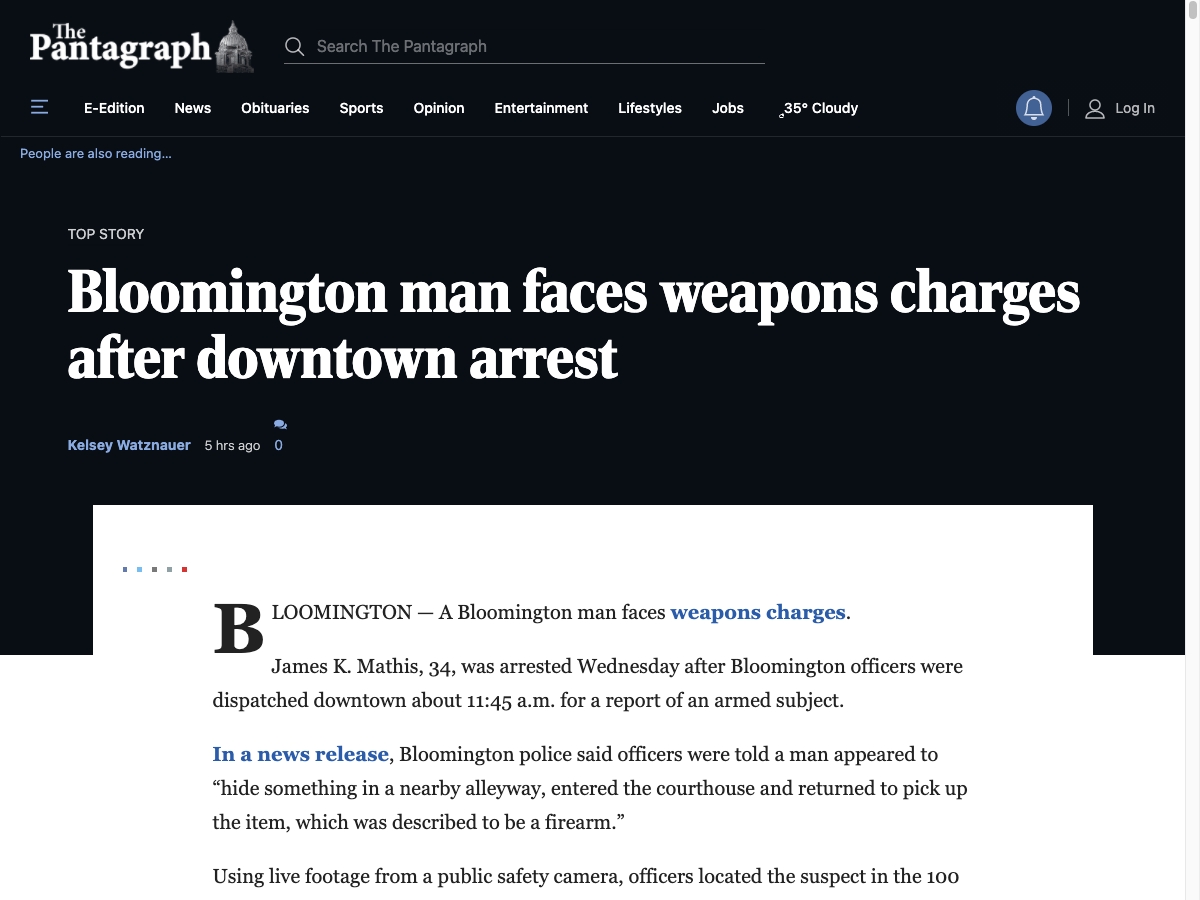 The
Pantagraph
Search The Pantagraph
E-Edition News Obituaries Sports Opinion Entertainment Lifestyles Jobs 35° Cloudy Log In
People are also reading…
TOP STORY
Bloomington man faces weapons charges
after downtown arrest
Kelsey Watznauer 5 hrs ago 0
BLOOMINGTON — A Bloomington man faces weapons charges.
James K. Mathis, 34, was arrested Wednesday after Bloomington officers were
dispatched downtown about 11:45 a.m. for a report of an armed subject.
In a news release, Bloomington police said officers were told a man appeared to
“hide something in a nearby alleyway, entered the courthouse and returned to pick up
the item, which was described to be a firearm.”
Using live footage from a public safety camera, officers located the suspect in the 100